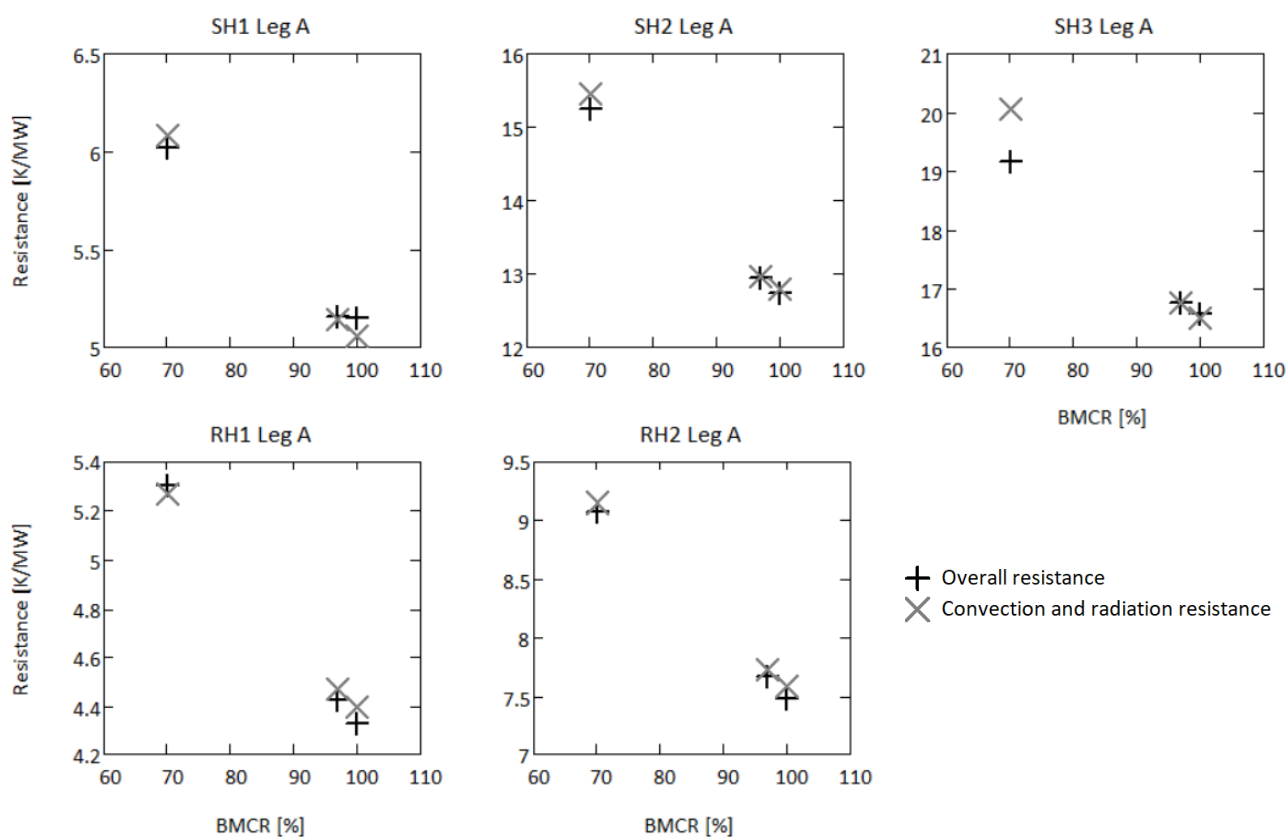 SH1 Leg A
SH2 Leg A
SH3 Leg A
6.5
6
5.5
5
Resistance [K/MW]
60 70 80 90 100 110
16
15
14
13
12
60 70 80 90 100 110
21
20
19
18
17
16
60 70 80 90 100 110
BMCR [%]
RH1 Leg A
RH2 Leg A
5.4
5.2
5
4.8
4.6
4.4
4.2
Resistance [K/MW]
60 70 80 90 100 110
BMCR [%]
9.5
9
8.5
8
7.5
7
60 70 80 90 100 110
BMCR [%]
Overall resistance
Convection and radiation resistance